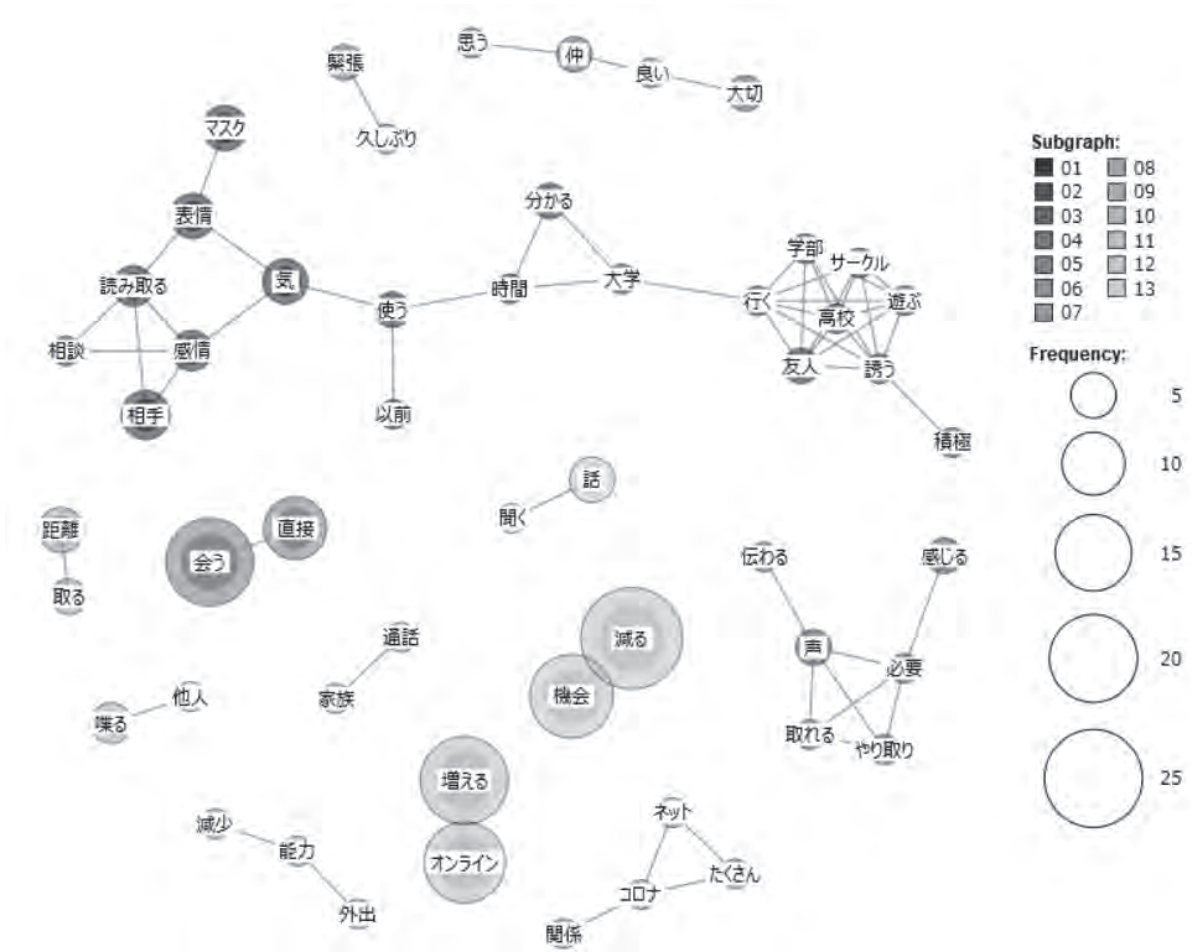 思う
仲
良い
大切
緊張
久しぶり
マスク
表情
読み取る
気
相談
感情
相手
使う
以前
分かる
時間
大学
学部
サークル
行く
高校
遊ぶ
友人
誘う
積極
Subgraph:
01 08
02 09
03 10
04 11
05 12
06 13
07
Frequency:
5
10
15
20
25
距離
取る
会う
直接
話
聞く
伝わる
感じる
声
必要
取れる
やり取り
通話
家族
減る
機会
他人
喋る
増える
オンライン
減少
能力
外出
ネット
たくさん
コロナ
関係